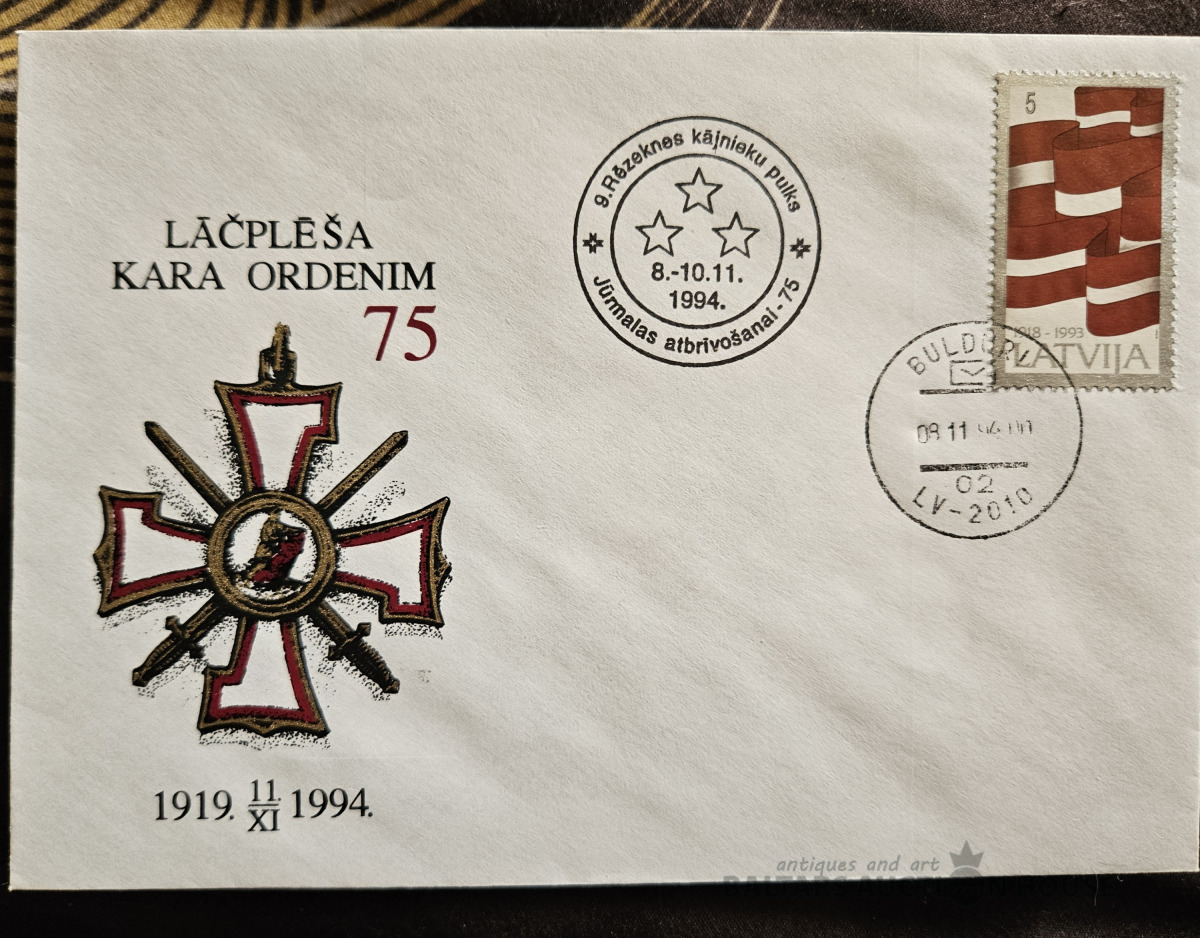 LĀČPLĒŠA
KARA ORDENIM
75
1919. 11. XI 1994.
9.Rēzeknes kājnieku pulks
8.-10.11.
1994.
Jūrmalas atbrīvošanai-75
5
1918 - 1993
LATVIJA
BULDURI
08 11
02
LV-2010
antiques and art